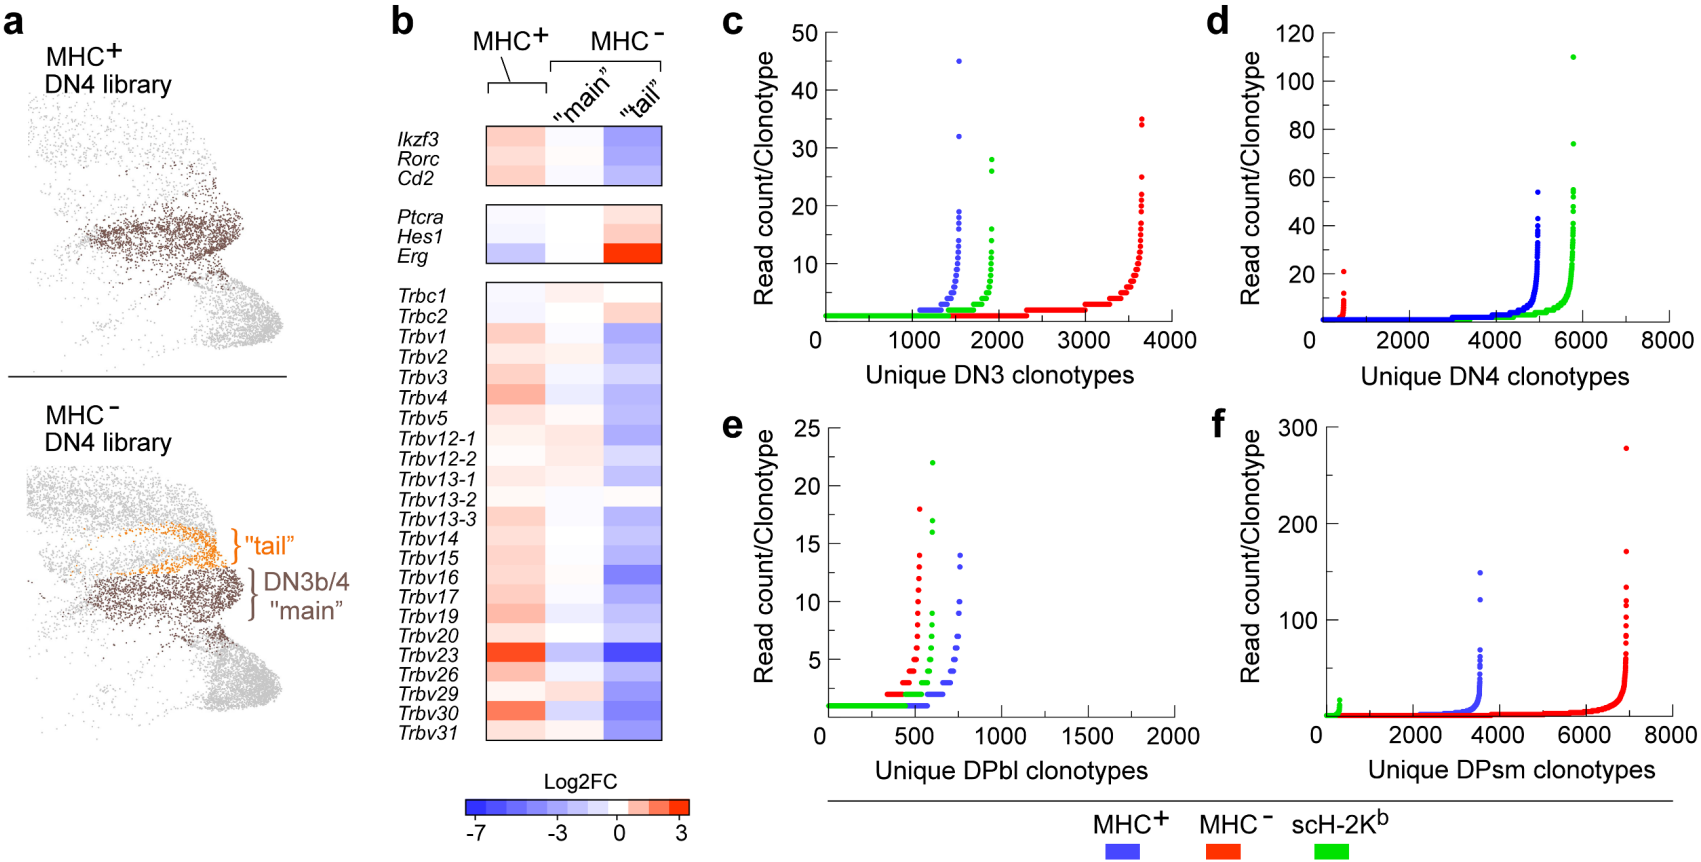 a
MHC+
DN4 library
MHC-
DN4 library
"tail”
DN3b/4
"main”
b
MHC+ MHC-
"main” "tail”
Ikzf3
Rorc
Cd2
Ptcra
Hes1
Erg
Trbc1
Trbc2
Trbv1
Trbv2
Trbv3
Trbv4
Trbv5
Trbv12-1
Trbv12-2
Trbv13-1
Trbv13-2
Trbv13-3
Trbv14
Trbv15
Trbv16
Trbv17
Trbv19
Trbv20
Trbv23
Trbv26
Trbv29
Trbv30
Trbv31
Log2FC
-7 -3 0 3
c
Read count/Clonotype
50
40
30
20
10
0 1000 2000 3000 4000
Unique DN3 clonotypes
d
Read count/Clonotype
120
100
80
60
40
20
0 2000 4000 6000 8000
Unique DN4 clonotypes
e
Read count/Clonotype
25
20
15
10
5
0 500 1000 1500 2000
Unique DPbl clonotypes
f
Read count/Clonotype
300
200
100
0 2000 4000 6000 8000
Unique DPsm clonotypes
MHC+ MHC- scH-2Kb